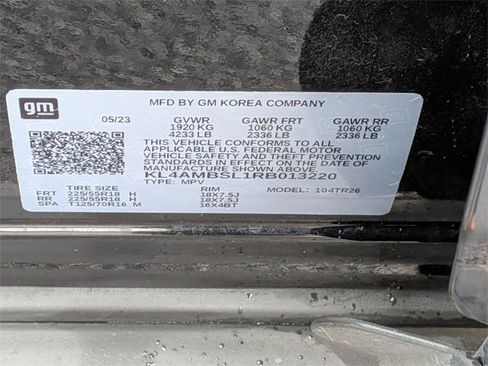 gm
MFD BY GM KOREA COMPANY
05/23 GVWR GAWR FRT GAWR RR
1920 KG 1060 KG 1060 KG
4233 LB 2336 LB 2336 LB
THIS VEHICLE CONFORMS TO ALL
APPLICABLE U.S. FEDERAL MOTOR
VEHICLE SAFETY AND THEFT PREVENTION
STANDARDS IN EFFECT ON THE DATE OF
MANUFACTURE SHOWN ABOVE.
KL4AMBSL1RB013220
TYPE: MPV MODEL: 104TR26
TIRE SIZE RIM
FRT 225/55R18 H 18X7.5J
RR 225/55R18 H 18X7.5J
SPA T125/70R16 M 16X4BT